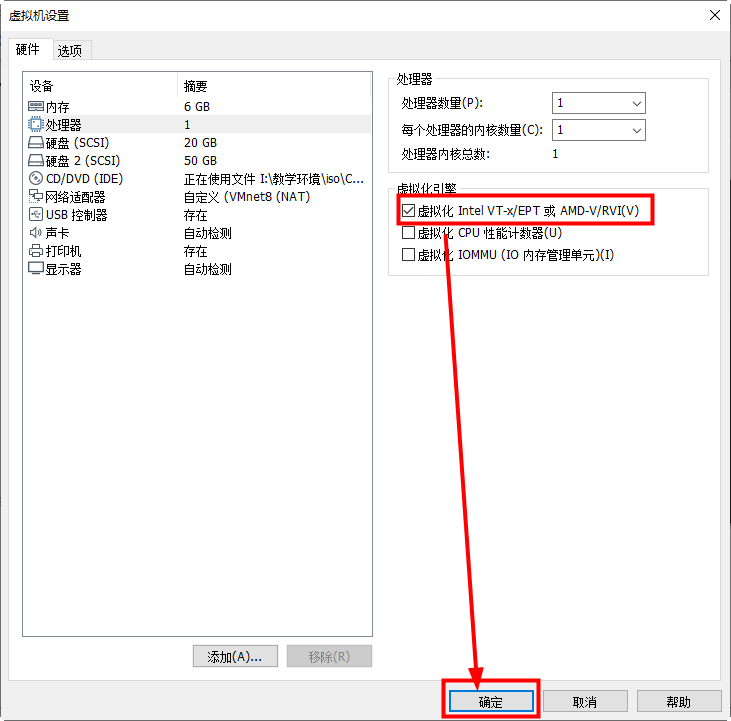 虚拟机设置
硬件 选项
设备 摘要
内存 6 GB
处理器 1
硬盘 (SCSI) 20 GB
硬盘 2 (SCSI) 50 GB
CD/DVD (IDE) 正在使用文件 I:\教学环境\iso\C...
网络适配器 自定义 (VMnet8 (NAT)
USB 控制器 存在
声卡 自动检测
打印机 存在
显示器 自动检测
添加(A)... 移除(R)
处理器
处理器数量(P): 1
每个处理器的内核数量(C): 1
处理器内核总数: 1
虚拟化引擎
虚拟化 Intel VT-x/EPT 或 AMD-V/RVI(V)
虚拟化 CPU 性能计数器(U)
虚拟化 IOMMU (IO 内存管理单元)(I)
确定 取消 帮助